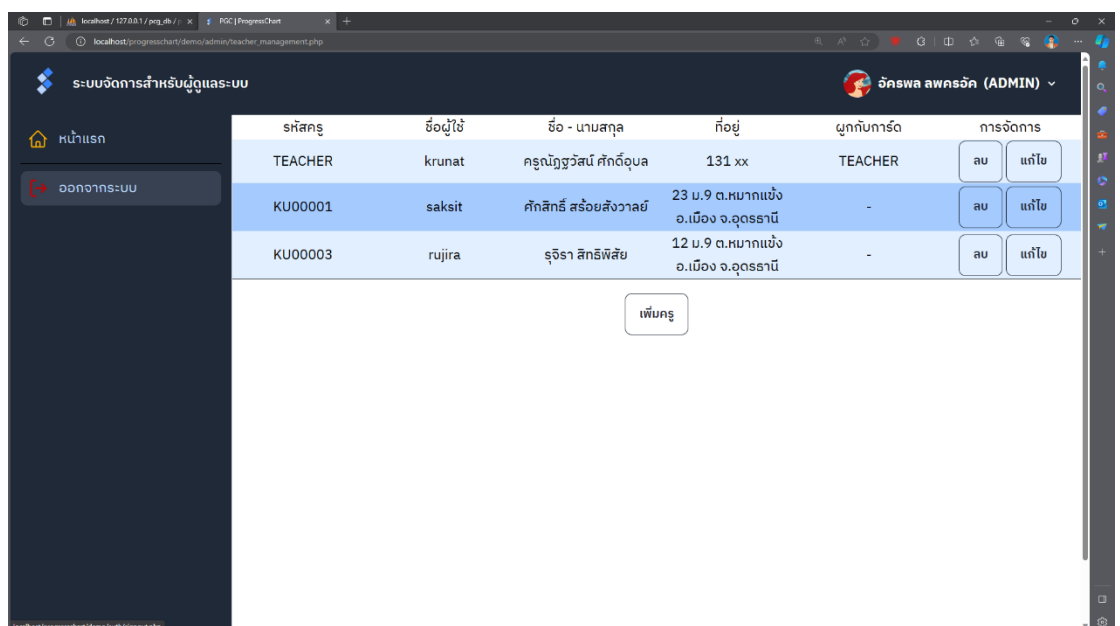 localhost / 127.0.0.1 / prg_db / p
PGC | ProgressChart
localhost/progresschart/demo/admin/teacher_management.php
ระบบจัดการสำหรับผู้ดูแลระบบ
อัครพล ลพครอัค (ADMIN)
หน้าแรก
ออกจากระบบ
รหัสครู ชื่อผู้ใช้ ชื่อ - นามสกุล ที่อยู่ ผูกกับการ์ด การจัดการ
TEACHER krunat ครูณัฏฐวัสน์ ศักดิ์อุบล 131 xx TEACHER ลบ แก้ไข
KU00001 saksit ศักสิทธิ์ สร้อยสังวาลย์ 23 ม.9 ต.หมากแข้ง
อ.เมือง จ.อุดรธานี - ลบ แก้ไข
KU00003 rujira รุจิรา สิทธิพิสัย 12 ม.9 ต.หมากแข้ง
อ.เมือง จ.อุดรธานี - ลบ แก้ไข
เพิ่มครู